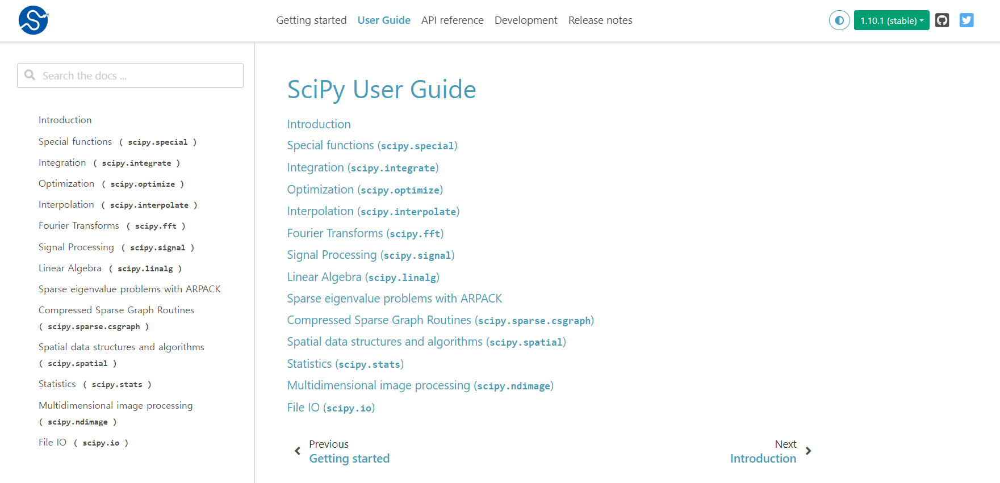 Getting started User Guide API reference Development Release notes 1.10.1 (stable)
Search the docs ...
Introduction
Special functions ( scipy.special )
Integration ( scipy.integrate )
Optimization ( scipy.optimize )
Interpolation ( scipy.interpolate )
Fourier Transforms ( scipy.fft )
Signal Processing ( scipy.signal )
Linear Algebra ( scipy.linalg )
Sparse eigenvalue problems with ARPACK
Compressed Sparse Graph Routines
( scipy.sparse.csgraph )
Spatial data structures and algorithms
( scipy.spatial )
Statistics ( scipy.stats )
Multidimensional image processing
( scipy.ndimage )
File IO ( scipy.io )
SciPy User Guide
Introduction
Special functions (scipy.special)
Integration (scipy.integrate)
Optimization (scipy.optimize)
Interpolation (scipy.interpolate)
Fourier Transforms (scipy.fft)
Signal Processing (scipy.signal)
Linear Algebra (scipy.linalg)
Sparse eigenvalue problems with ARPACK
Compressed Sparse Graph Routines (scipy.sparse.csgraph)
Spatial data structures and algorithms (scipy.spatial)
Statistics (scipy.stats)
Multidimensional image processing (scipy.ndimage)
File IO (scipy.io)
Previous
Getting started
Next
Introduction